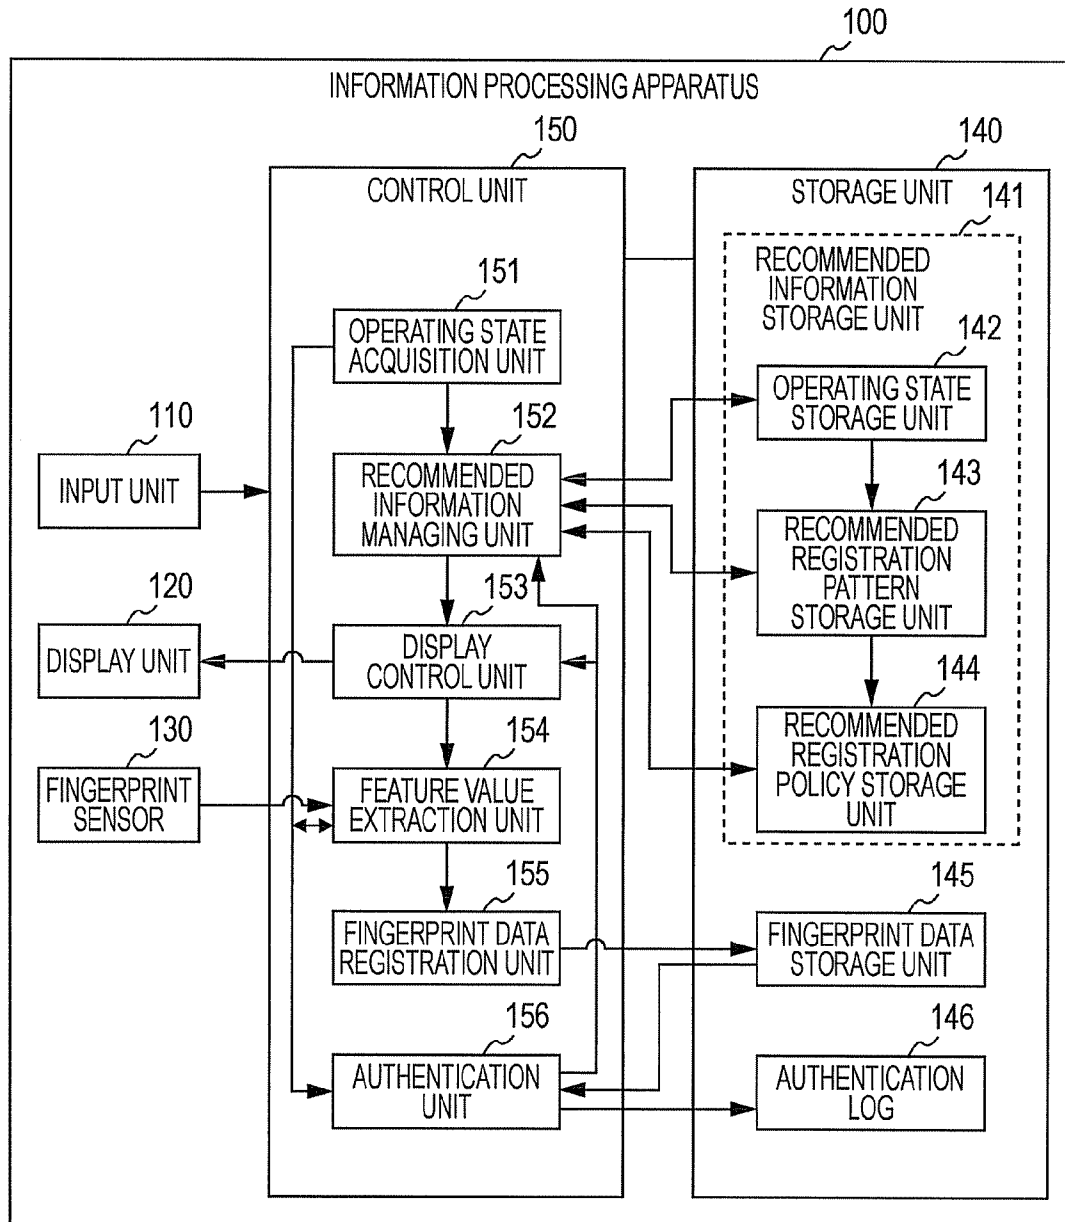 100
INFORMATION PROCESSING APPARATUS
150
CONTROL UNIT
140
STORAGE UNIT
141
RECOMMENDED
INFORMATION
STORAGE UNIT
151
OPERATING STATE
ACQUISITION UNIT
142
OPERATING STATE
STORAGE UNIT
110
INPUT UNIT
152
RECOMMENDED
INFORMATION
MANAGING UNIT
143
RECOMMENDED
REGISTRATION
PATTERN
STORAGE UNIT
120
DISPLAY UNIT
153
DISPLAY
CONTROL UNIT
144
RECOMMENDED
REGISTRATION
POLICY STORAGE
UNIT
130
FINGERPRINT
SENSOR
154
FEATURE VALUE
EXTRACTION UNIT
155
FINGERPRINT DATA
REGISTRATION UNIT
145
FINGERPRINT DATA
STORAGE UNIT
156
AUTHENTICATION
UNIT
146
AUTHENTICATION
LOG